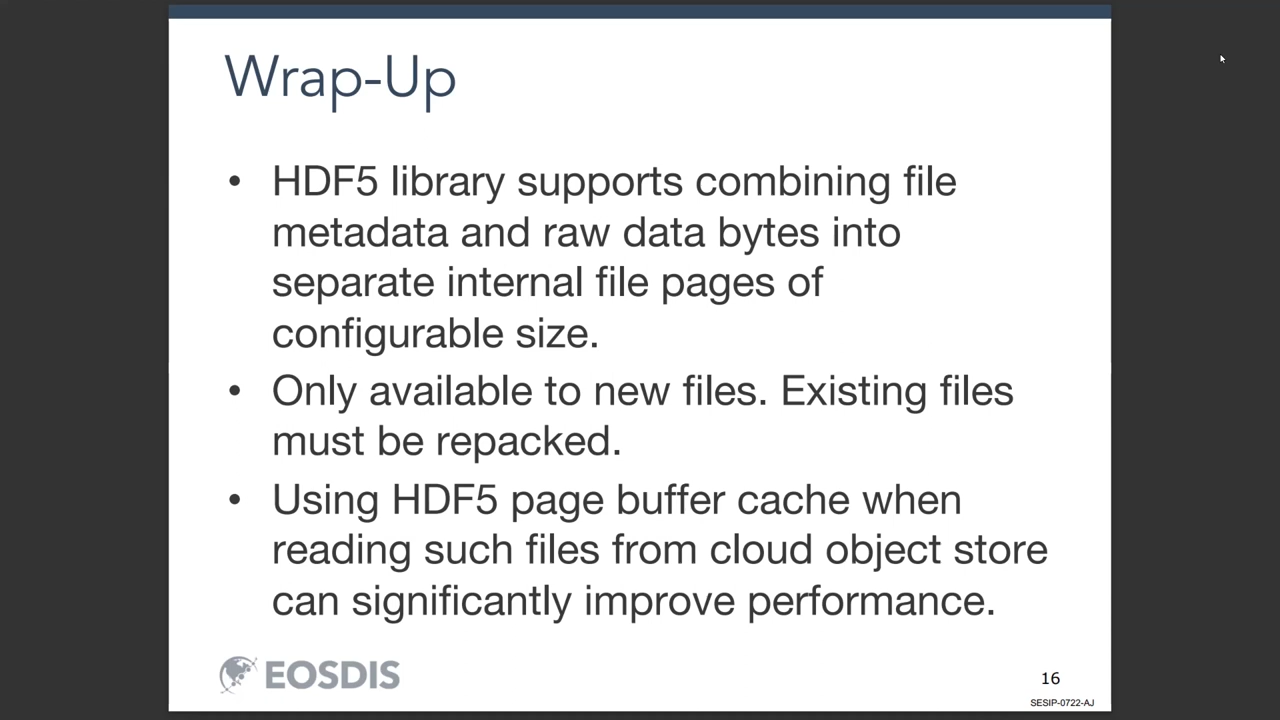 Wrap-Up
• HDF5 library supports combining file
metadata and raw data bytes into
separate internal file pages of
configurable size.
• Only available to new files. Existing files
must be repacked.
• Using HDF5 page buffer cache when
reading such files from cloud object store
can significantly improve performance.
EOSDIS
16
SESIP-0722-AJ